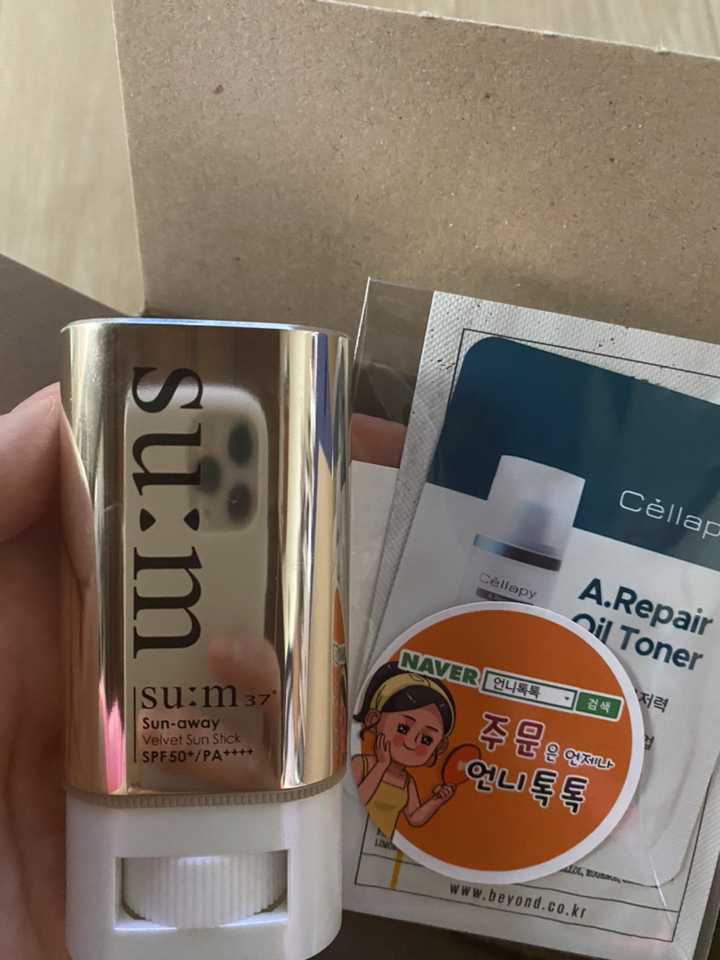 su:m
su:m37°
Sun-away
Velvet Sun Stick
SPF50+/PA++++
Cellap
Cellapy
A.Repair
Oil Toner
NAVER 언니톡톡 검색
주문은 언제나
언니톡톡
www.beyond.co.kr